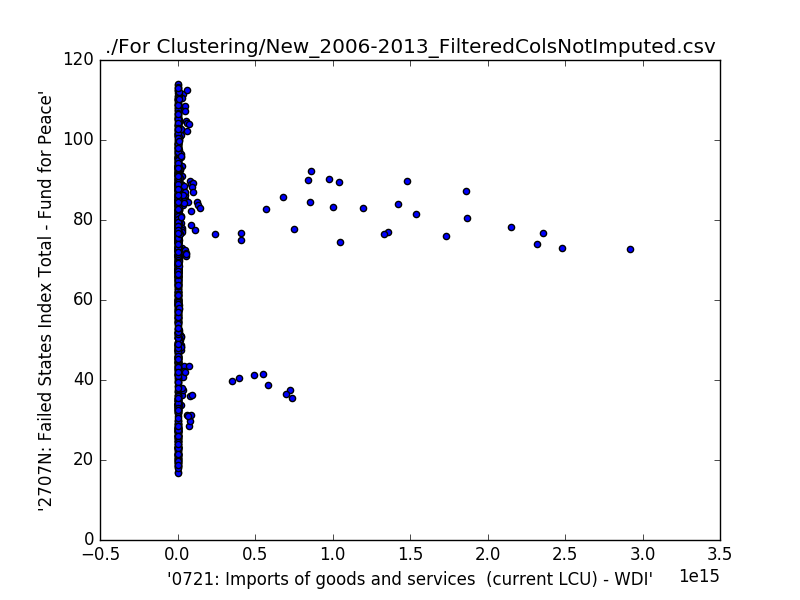 ./For Clustering/New_2006-2013_FilteredColsNotImputed.csv
120
100
80
60
40
20
0
'2707N: Failed States Index Total - Fund for Peace'
−0.5 0.0 0.5 1.0 1.5 2.0 2.5 3.0 3.5
1e15
'0721: Imports of goods and services  (current LCU) - WDI'